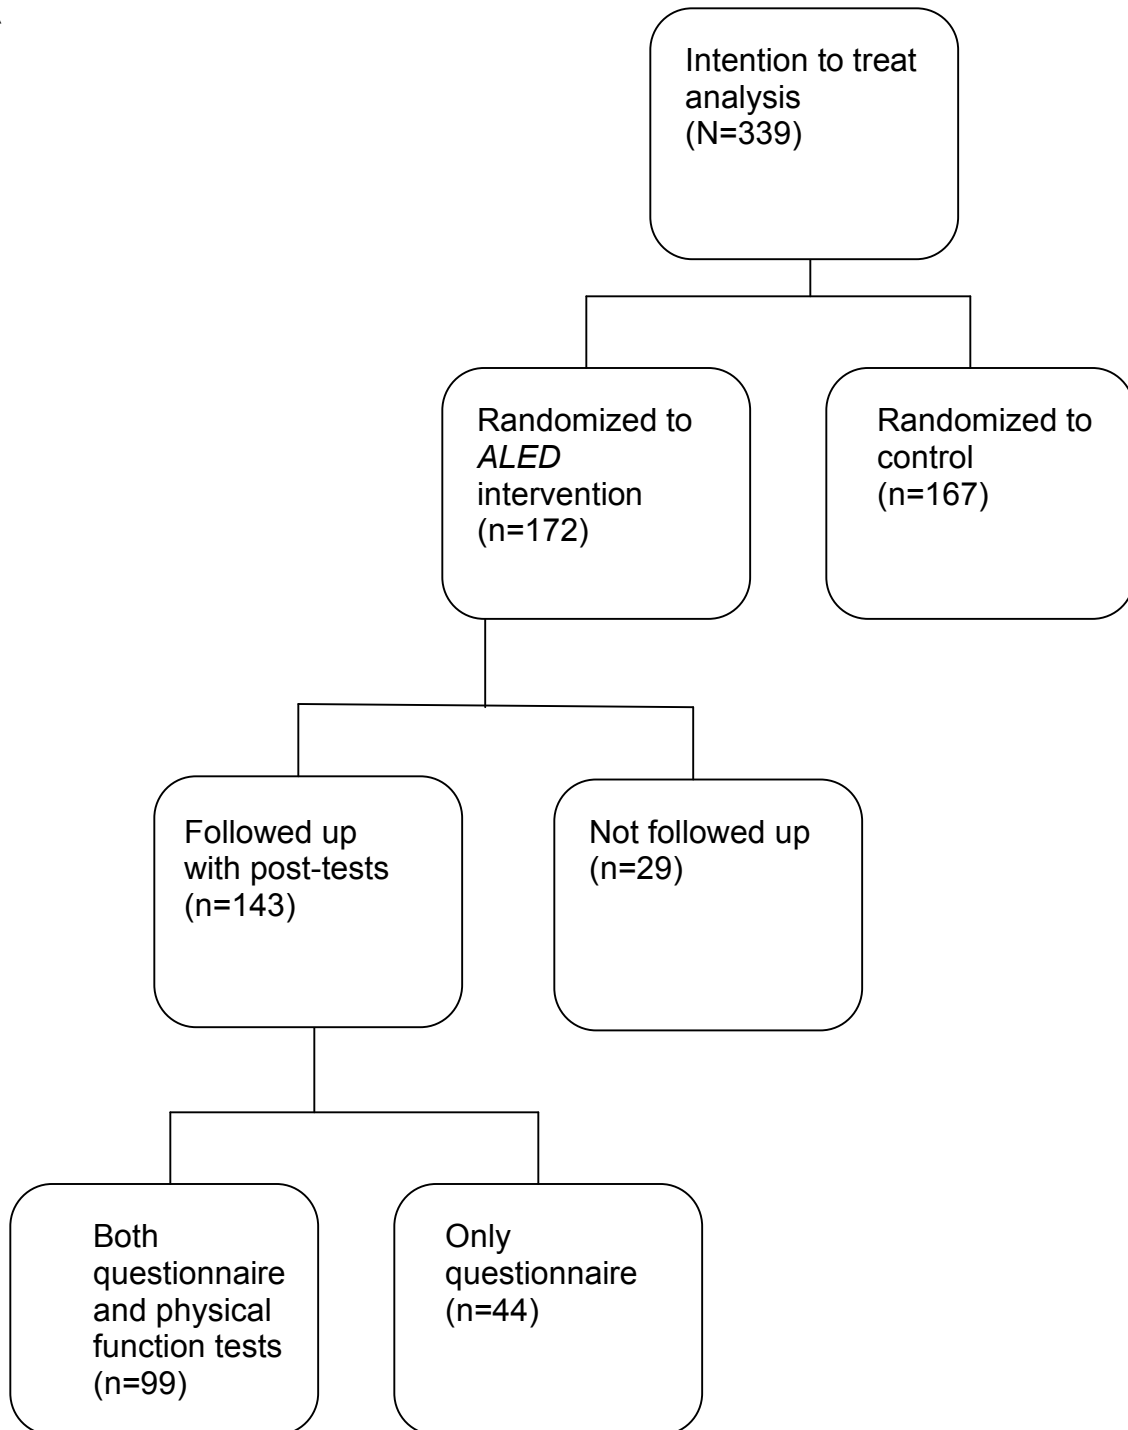 Intention to treat
analysis
(N=339)
Randomized to
ALED
intervention
(n=172)
Randomized to
control
(n=167)
Followed up
with post-tests
(n=143)
Not followed up
(n=29)
Both
questionnaire
and physical
function tests
(n=99)
Only
questionnaire
(n=44)